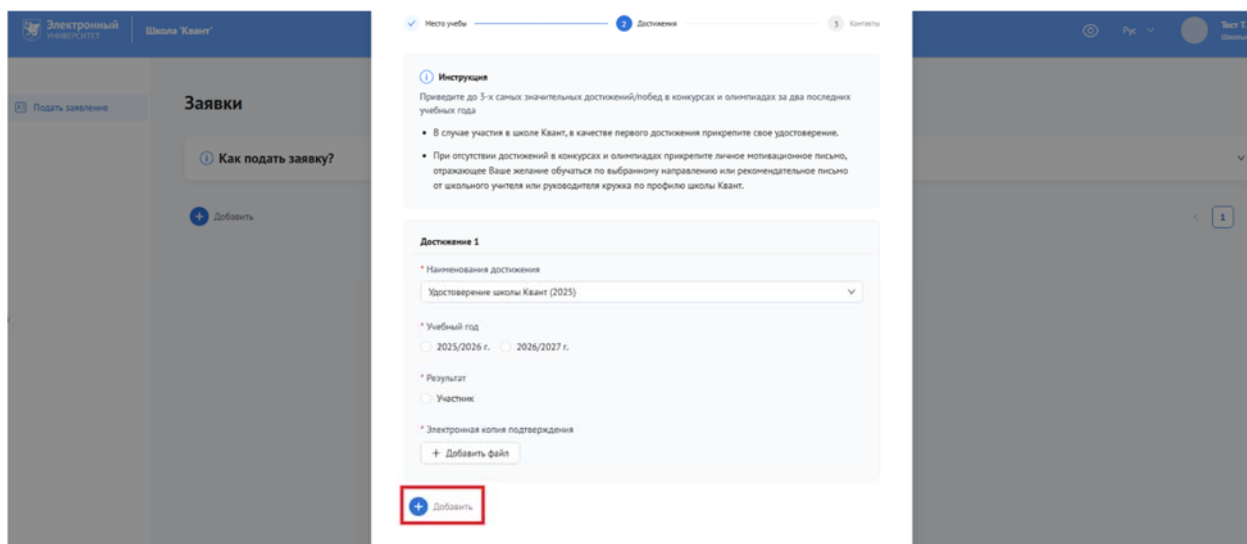 Электронный
УНИВЕРСИТЕТ
Школа 'Квант'
Рус
Тест Т.
Подать заявление
Заявки
Как подать заявку?
Добавить
1
Место учебы
2 Достижения
3 Контакты
Инструкция
Приведите до 3-х самых значительных достижений/побед в конкурсах и олимпиадах за два последних
учебных года
• В случае участия в школе Квант, в качестве первого достижения прикрепите свое удостоверение.
• При отсутствии достижений в конкурсах и олимпиадах прикрепите личное мотивационное письмо,
отражающее Ваше желание обучаться по выбранному направлению или рекомендательное письмо
от школьного учителя или руководителя кружка по профилю школы Квант.
Достижение 1
* Наименования достижения
Удостоверение школы Квант (2025)
* Учебный год
2025/2026 г. 2026/2027 г.
* Результат
Участник
* Электронная копия подтверждения
+ Добавить файл
Добавить